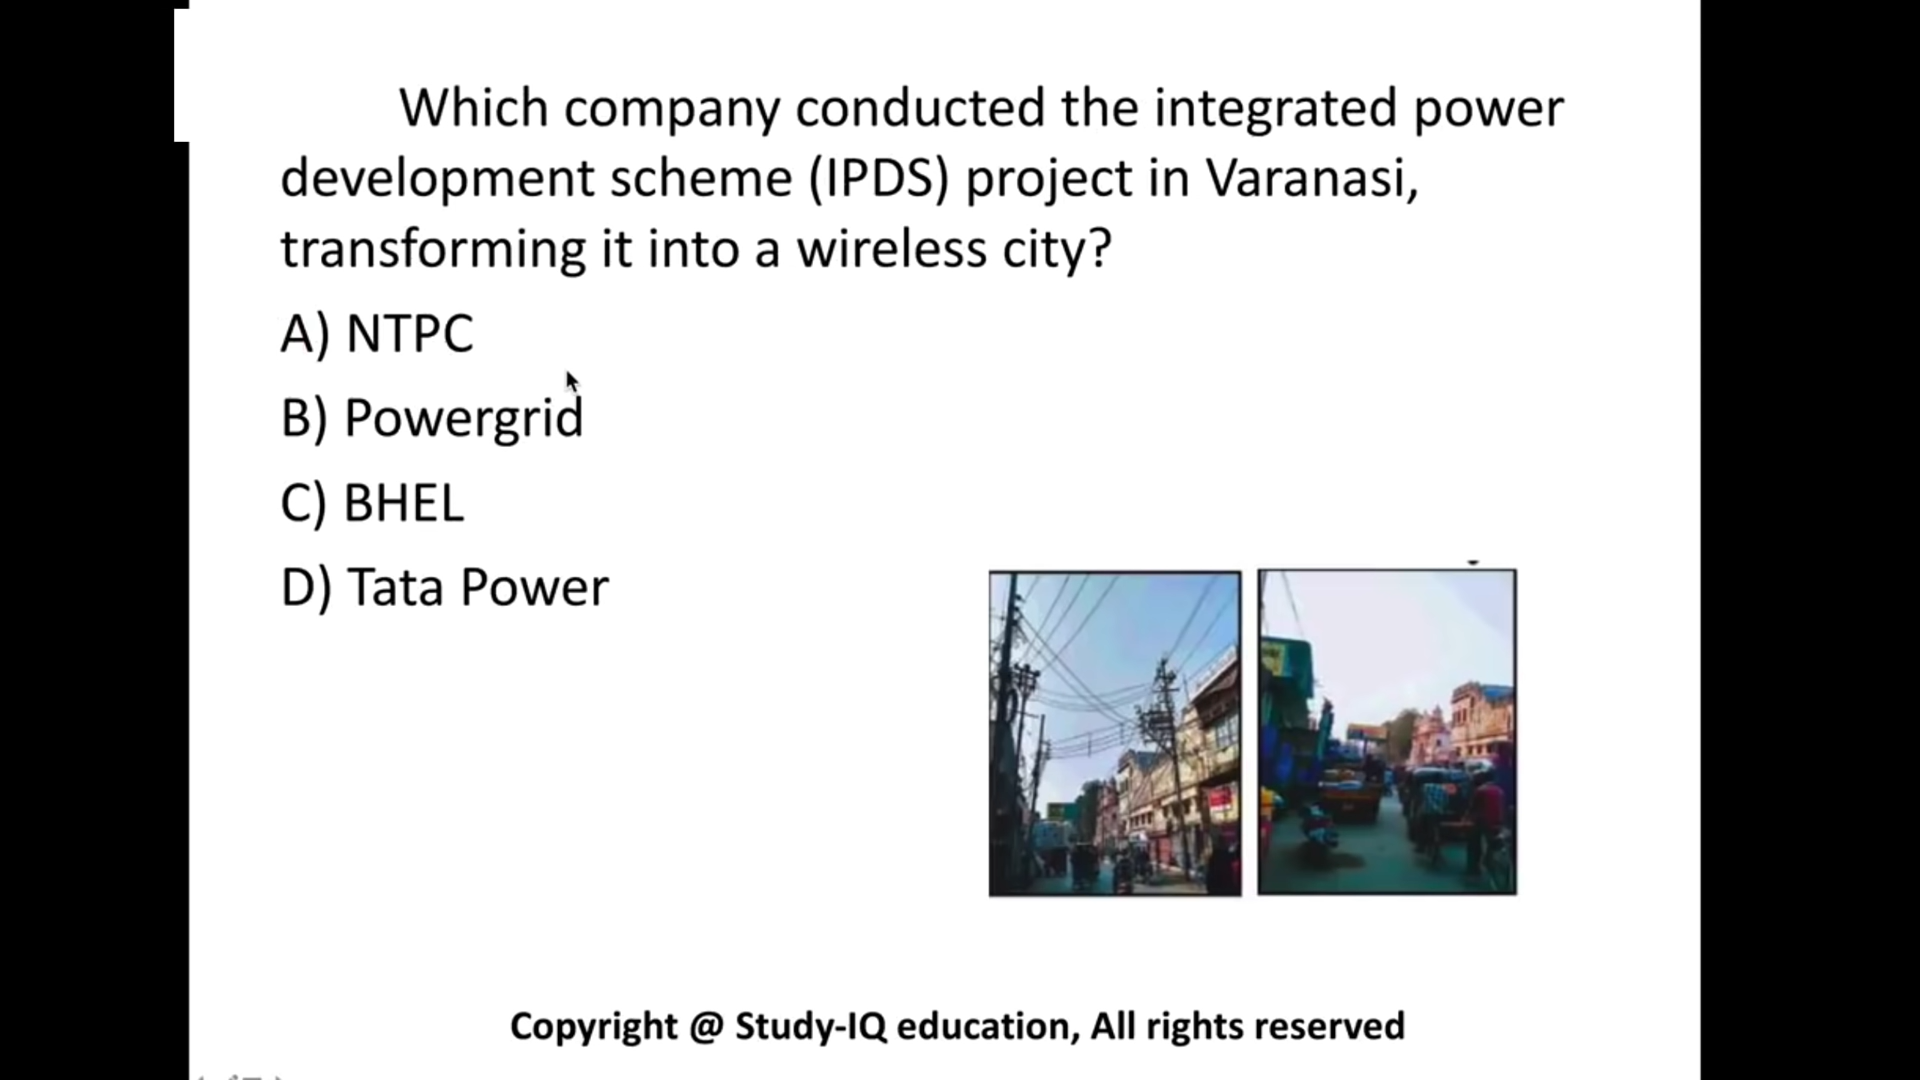 Which company conducted the integrated power
development scheme (IPDS) project in Varanasi,
transforming it into a wireless city?
A) NTPC
B) Powergrid
C) BHEL
D) Tata Power
Copyright @ Study-IQ education, All rights reserved